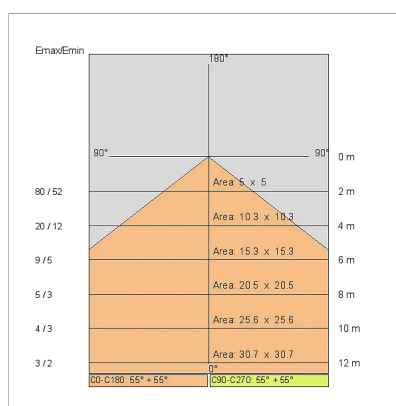 Emax/Emin
180°
90° 90° 0 m
Area: 5 x 5
80 / 52 2 m
Area: 10.3 x 10.3
20 / 12 4 m
Area: 15.3 x 15.3
9 / 5 6 m
Area: 20.5 x 20.5
5 / 3 8 m
Area: 25.6 x 25.6
4 / 3 10 m
Area: 30.7 x 30.7
3 / 2 12 m
0°
C0-C180: 55° + 55° C90-C270: 55° + 55°